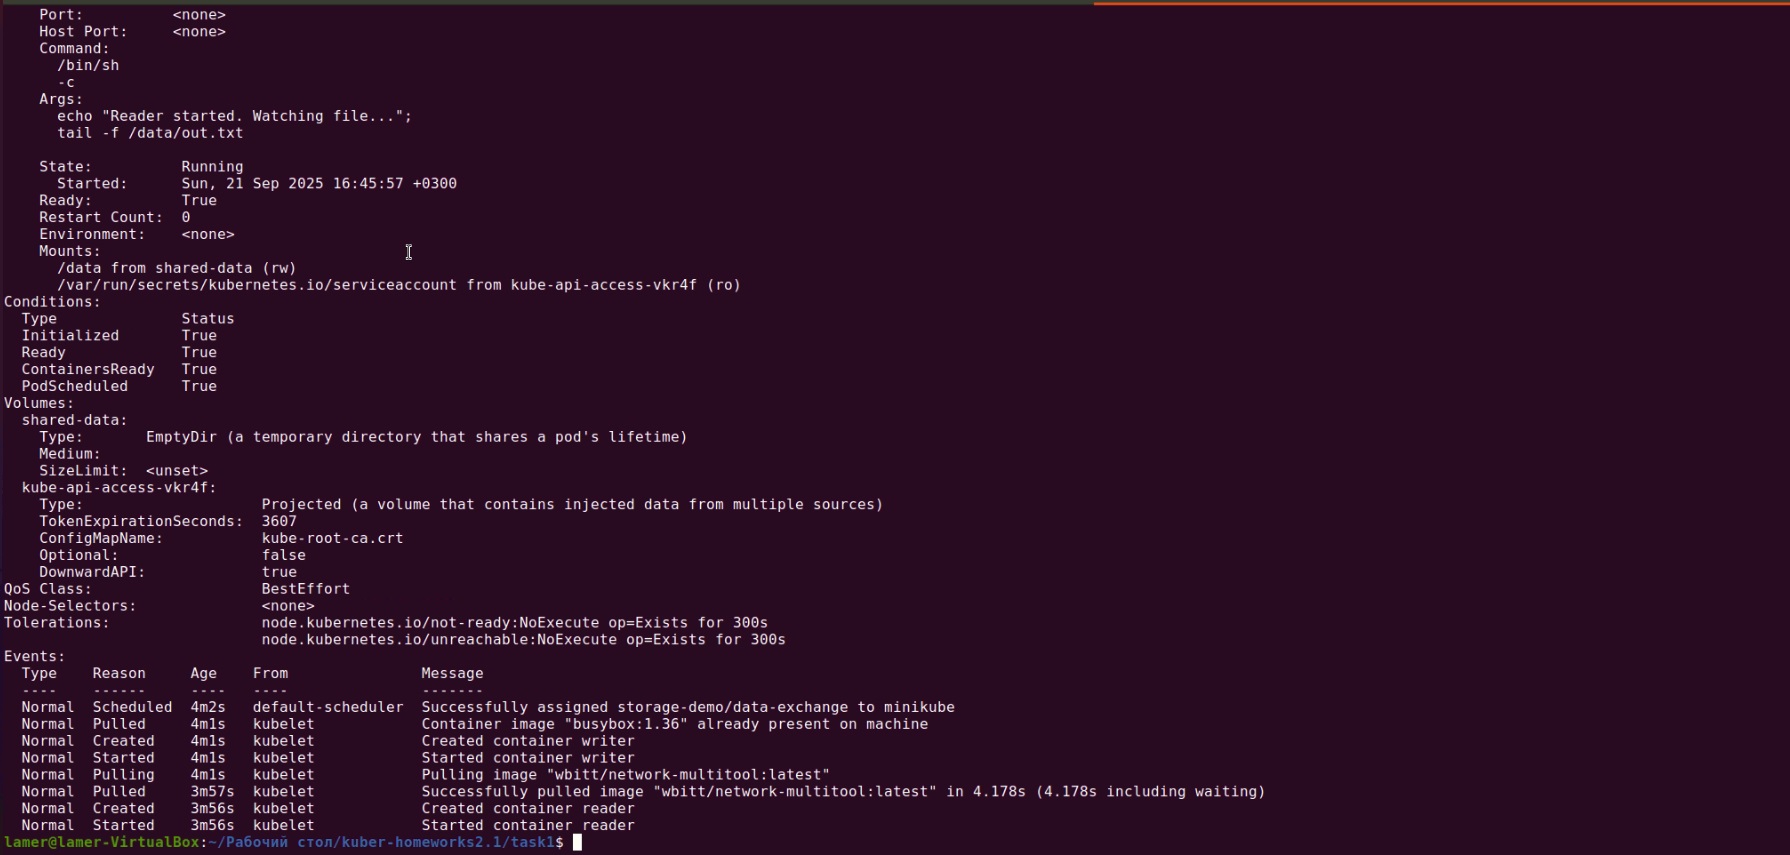 Port:          <none>
    Host Port:     <none>
    Command:
      /bin/sh
      -c
    Args:
      echo "Reader started. Watching file...";
      tail -f /data/out.txt

    State:          Running
      Started:      Sun, 21 Sep 2025 16:45:57 +0300
    Ready:          True
    Restart Count:  0
    Environment:    <none>
    Mounts:
      /data from shared-data (rw)
      /var/run/secrets/kubernetes.io/serviceaccount from kube-api-access-vkr4f (ro)
Conditions:
  Type              Status
  Initialized       True
  Ready             True
  ContainersReady   True
  PodScheduled      True
Volumes:
  shared-data:
    Type:       EmptyDir (a temporary directory that shares a pod's lifetime)
    Medium:
    SizeLimit:  <unset>
  kube-api-access-vkr4f:
    Type:                    Projected (a volume that contains injected data from multiple sources)
    TokenExpirationSeconds:  3607
    ConfigMapName:           kube-root-ca.crt
    Optional:                false
    DownwardAPI:             true
QoS Class:                   BestEffort
Node-Selectors:              <none>
Tolerations:                 node.kubernetes.io/not-ready:NoExecute op=Exists for 300s
                             node.kubernetes.io/unreachable:NoExecute op=Exists for 300s
Events:
  Type    Reason     Age    From               Message
  ----    ------     ----   ----               -------
  Normal  Scheduled  4m2s   default-scheduler  Successfully assigned storage-demo/data-exchange to minikube
  Normal  Pulled     4m1s   kubelet            Container image "busybox:1.36" already present on machine
  Normal  Created    4m1s   kubelet            Created container writer
  Normal  Started    4m1s   kubelet            Started container writer
  Normal  Pulling    4m1s   kubelet            Pulling image "wbitt/network-multitool:latest"
  Normal  Pulled     3m57s  kubelet            Successfully pulled image "wbitt/network-multitool:latest" in 4.178s (4.178s including waiting)
  Normal  Created    3m56s  kubelet            Created container reader
  Normal  Started    3m56s  kubelet            Started container reader
lamer@lamer-VirtualBox:~/Рабочий стол/kuber-homeworks2.1/task1$